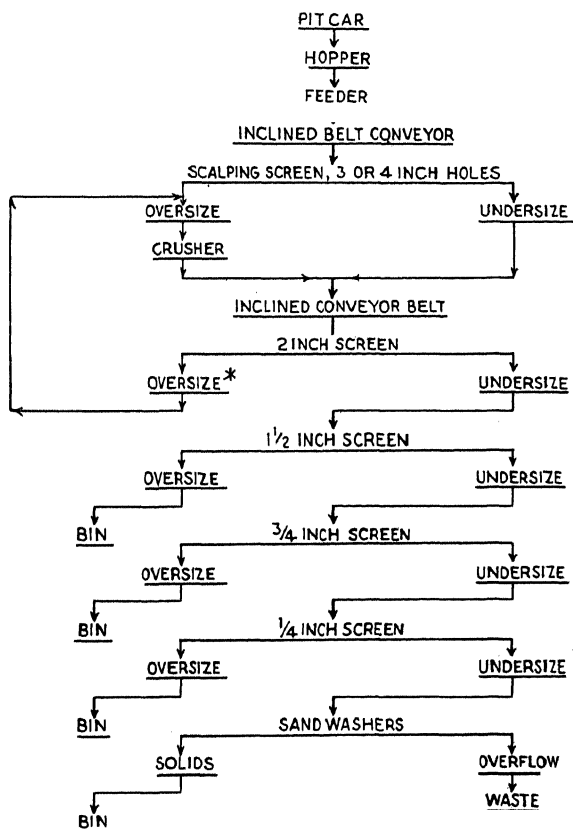 PIT CAR
HOPPER
FEEDER
INCLINED BELT CONVEYOR
SCALPING SCREEN, 3 OR 4 INCH HOLES
OVERSIZE UNDERSIZE
CRUSHER
INCLINED CONVEYOR BELT
2 INCH SCREEN
OVERSIZE* UNDERSIZE
1 1/2 INCH SCREEN
OVERSIZE UNDERSIZE
BIN
3/4 INCH SCREEN
OVERSIZE UNDERSIZE
BIN
1/4 INCH SCREEN
OVERSIZE UNDERSIZE
BIN
SAND WASHERS
SOLIDS OVERFLOW
WASTE
BIN